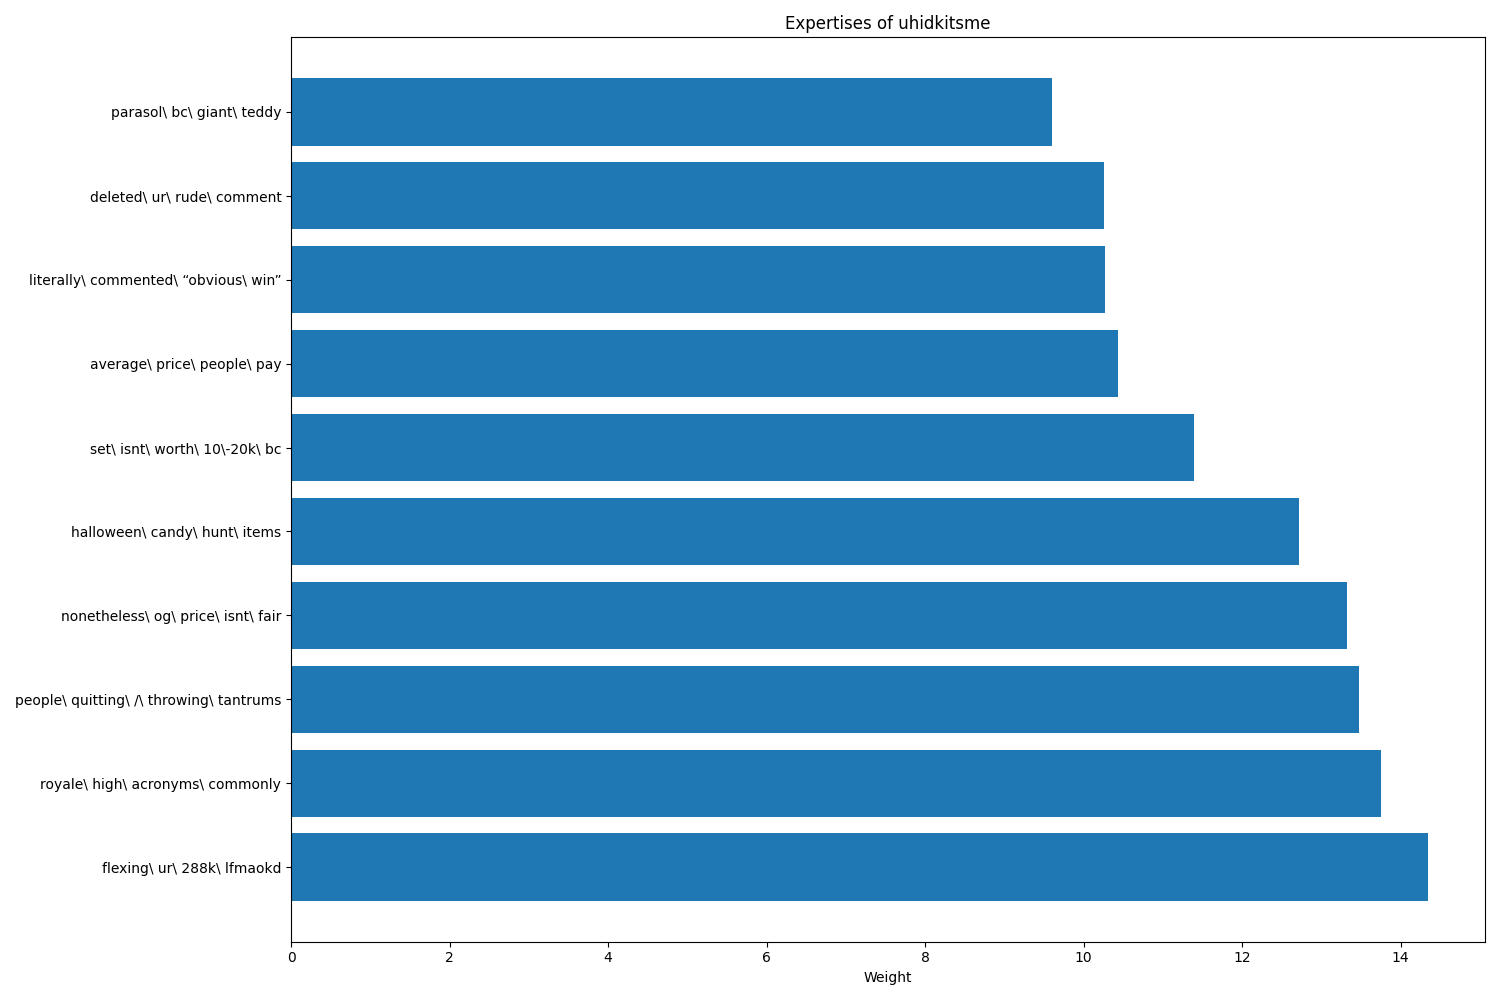 Expertises of uhidkitsme
parasol\ bc\ giant\ teddy
deleted\ ur\ rude\ comment
literally\ commented\ “obvious\ win”
average\ price\ people\ pay
set\ isnt\ worth\ 10\-20k\ bc
halloween\ candy\ hunt\ items
nonetheless\ og\ price\ isnt\ fair
people\ quitting\ /\ throwing\ tantrums
royale\ high\ acronyms\ commonly
flexing\ ur\ 288k\ lfmaokd
0 2 4 6 8 10 12 14
Weight